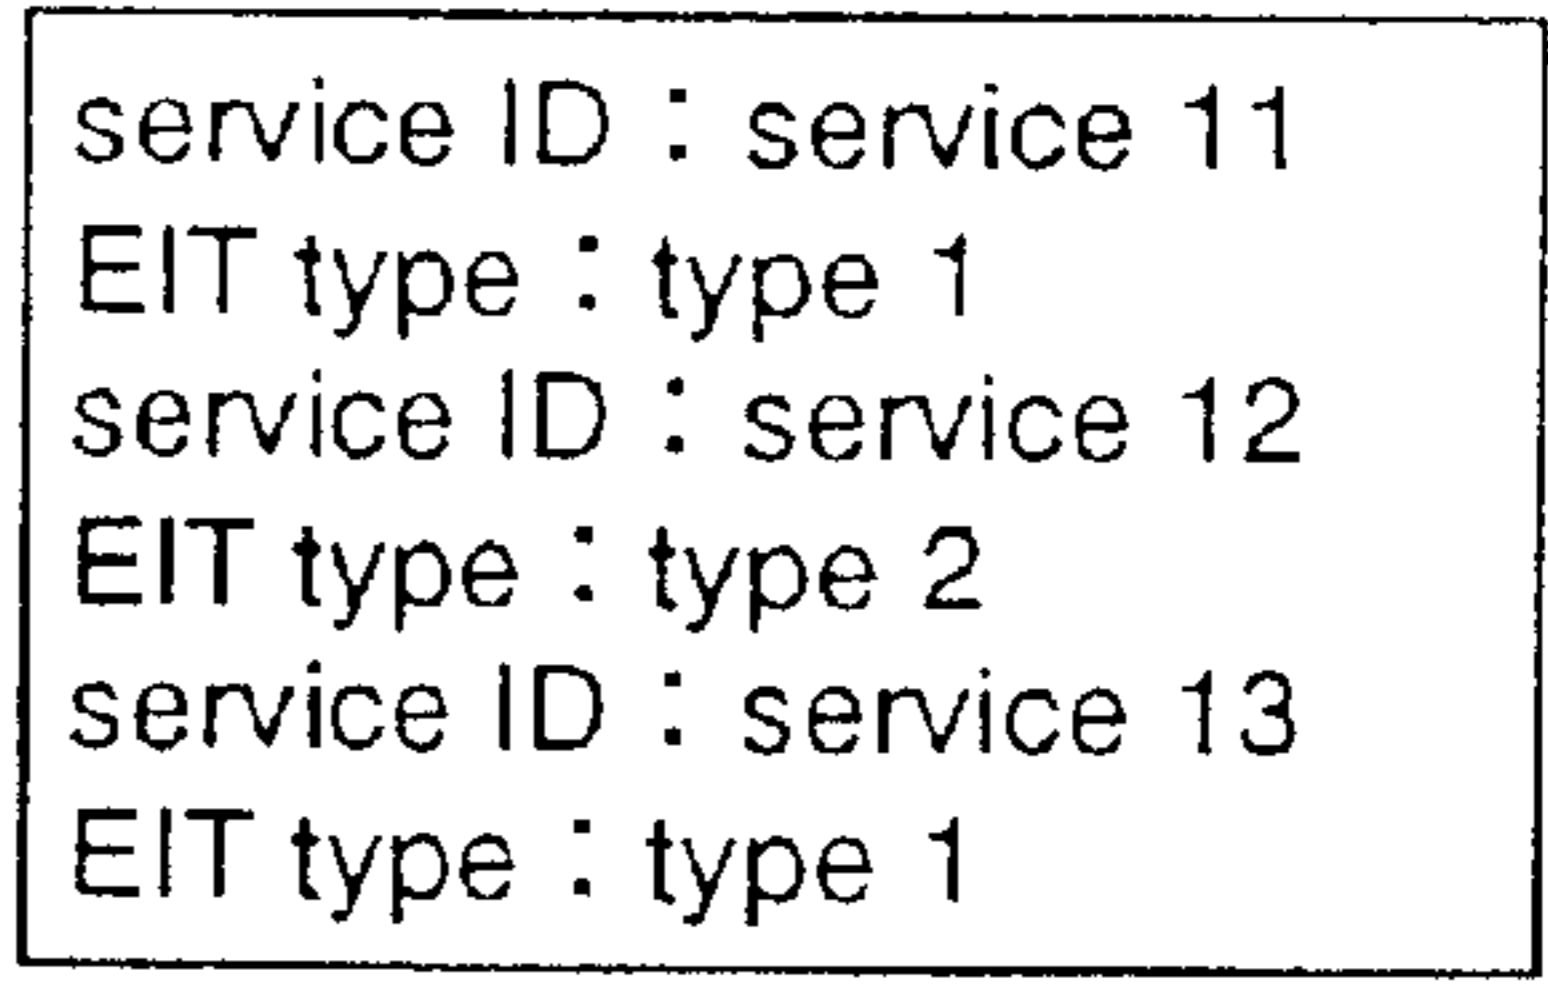 service ID : service 11
EIT type : type 1
service ID : service 12
EIT type : type 2
service ID : service 13
EIT type : type 1